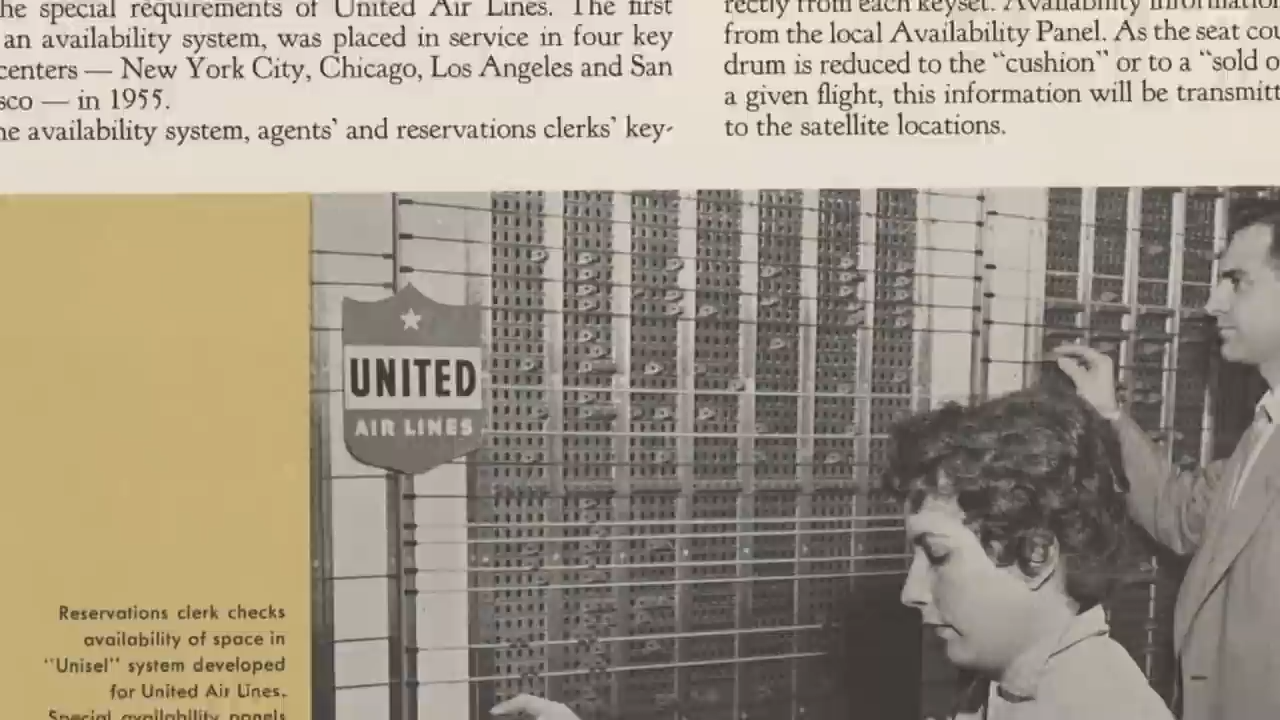 he special requirements of United Air Lines. The first
an availability system, was placed in service in four key
centers — New York City, Chicago, Los Angeles and San
sco — in 1955.
ne availability system, agents' and reservations clerks' key-
rectly from each keyset. Availability information
from the local Availability Panel. As the seat cou
drum is reduced to the "cushion" or to a "sold o
a given flight, this information will be transmitt
to the satellite locations.
UNITED
AIR LINES
Reservations clerk checks
availability of space in
"Unisel" system developed
for United Air Lines.
Special availability panels